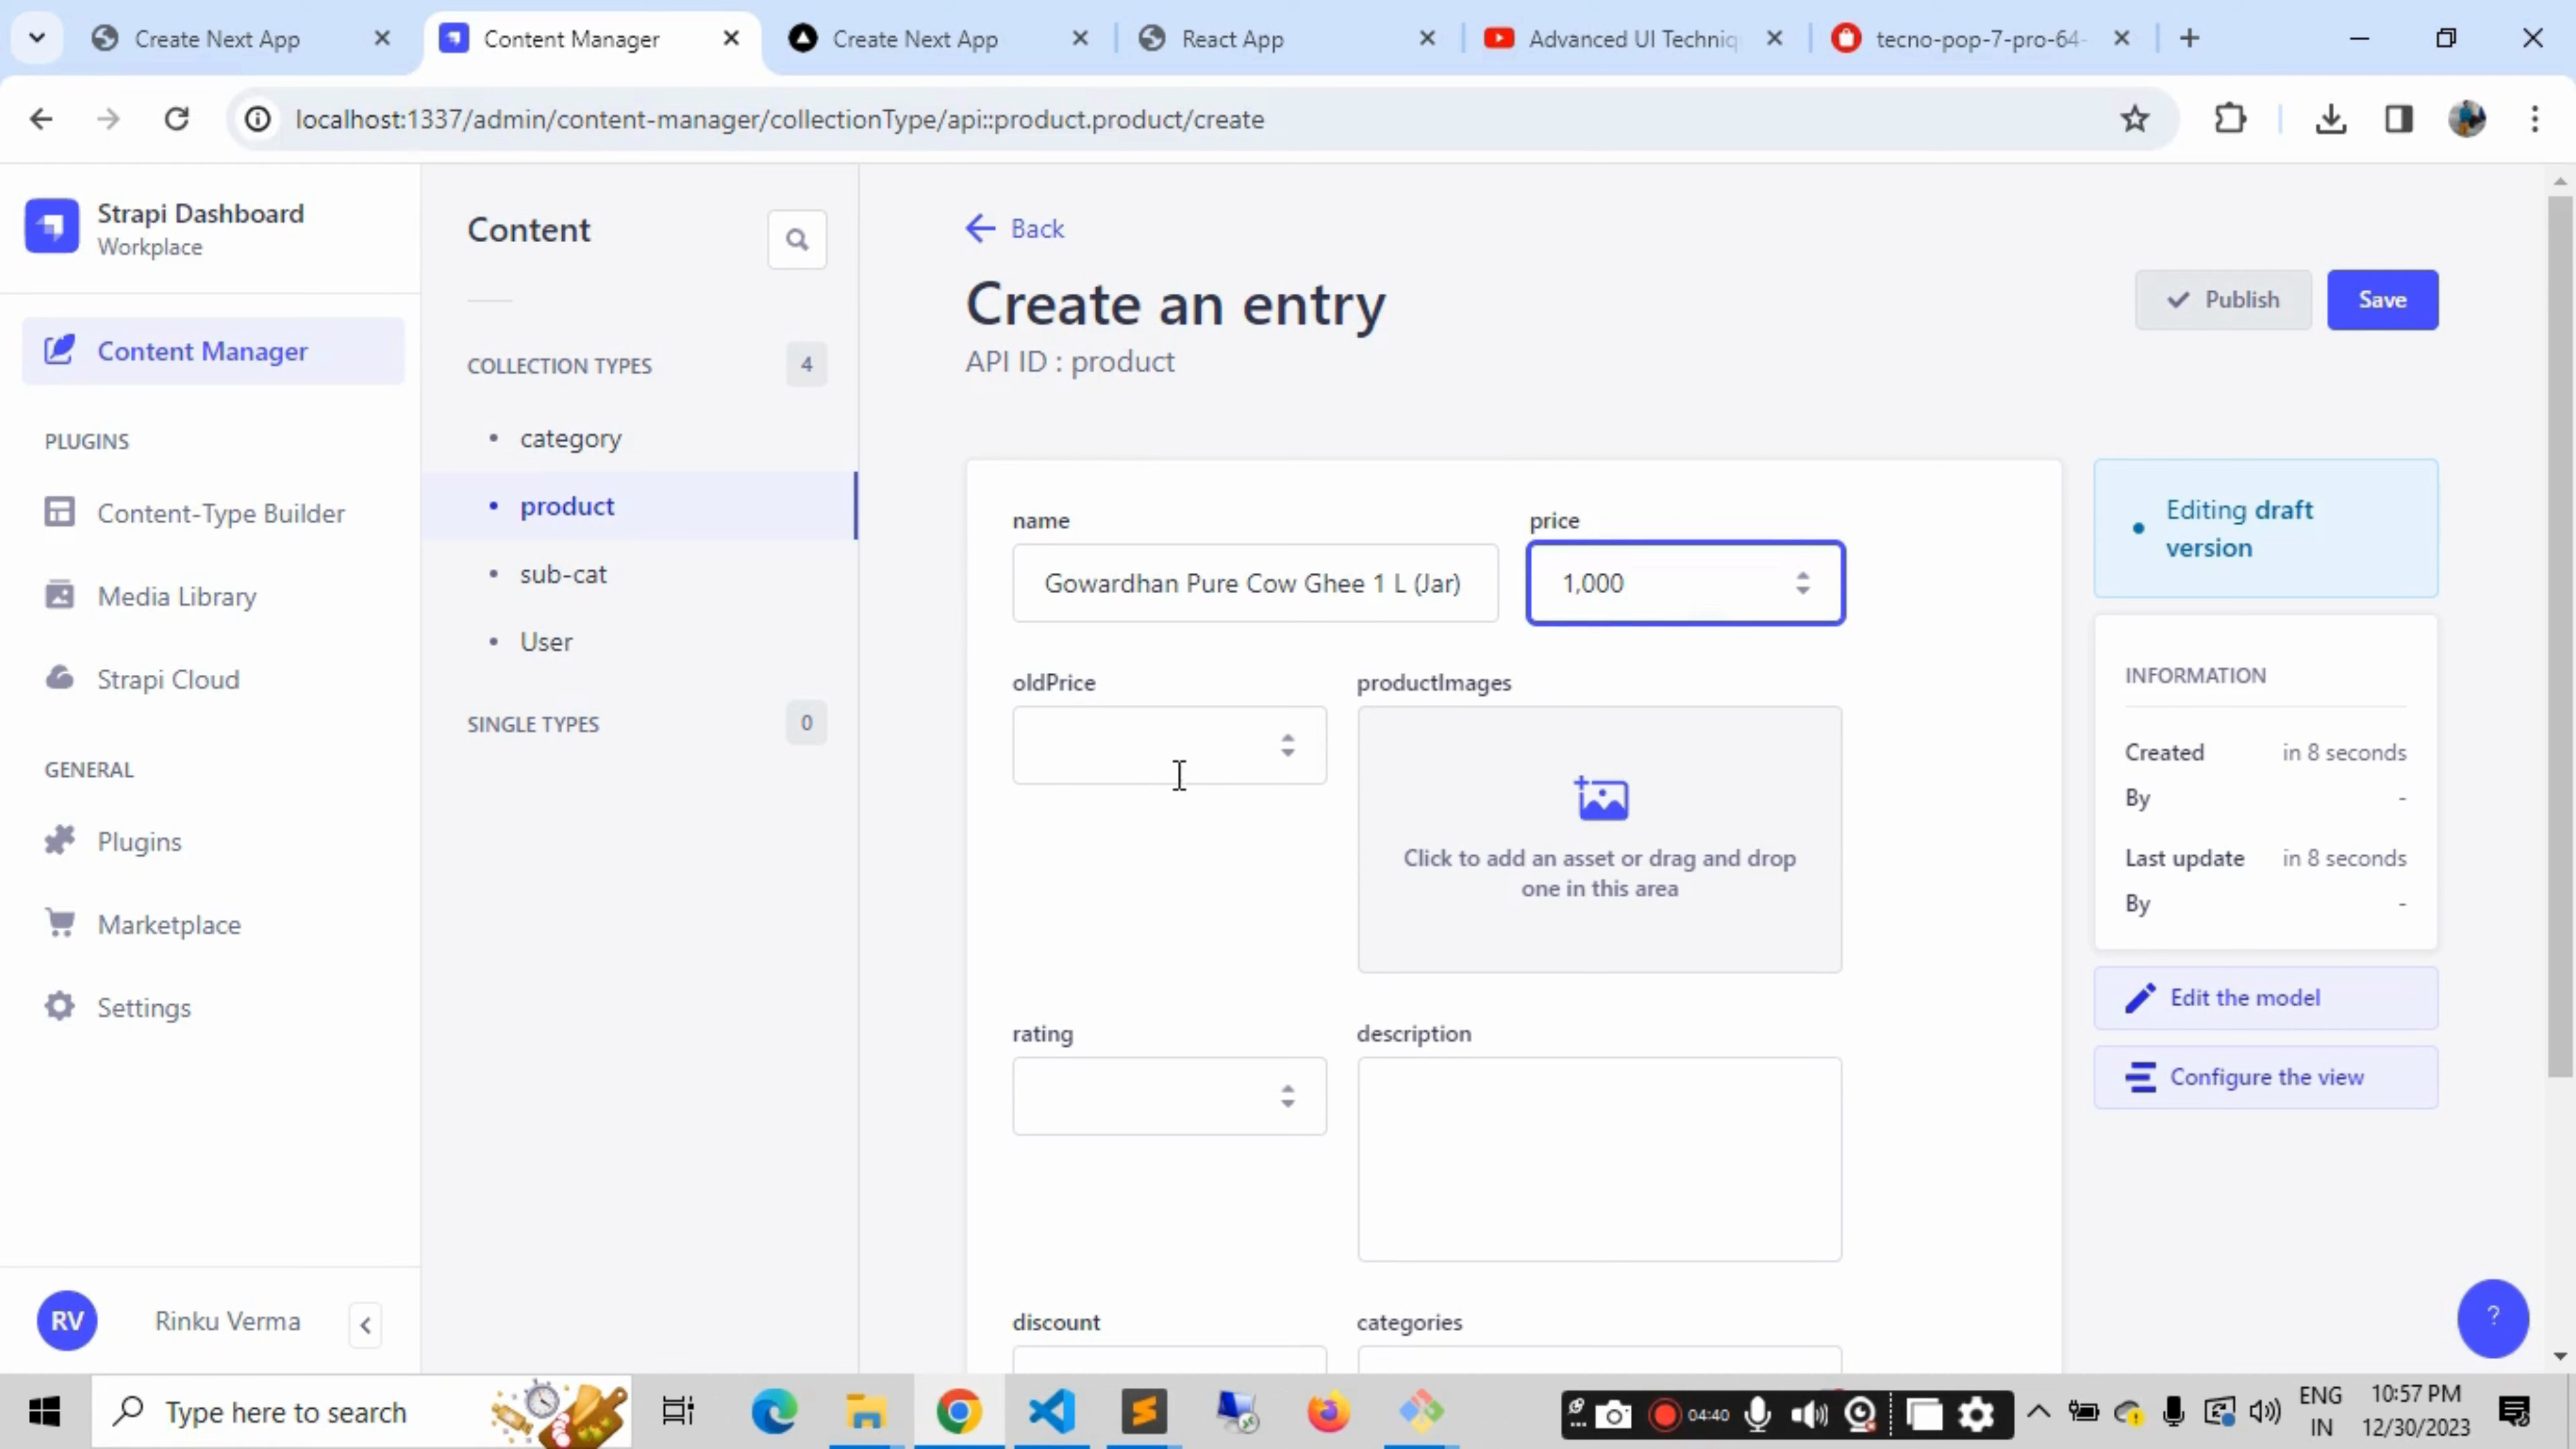 Create Next App
Content Manager
Create Next App
React App
Advanced UI Techniq
tecno-pop-7-pro-64-
localhost:1337/admin/content-manager/collectionType/api::product.product/create
Strapi Dashboard
Workplace
Content Manager
PLUGINS
Content-Type Builder
Media Library
Strapi Cloud
GENERAL
Plugins
Marketplace
Settings
RV
Rinku Verma
Content
COLLECTION TYPES 4
category
product
sub-cat
User
SINGLE TYPES 0
Back
Create an entry
API ID : product
Publish
Save
name
Gowardhan Pure Cow Ghee 1 L (Jar)
price
1,000
oldPrice
productImages
Click to add an asset or drag and drop
one in this area
rating
description
discount
categories
Editing draft
version
INFORMATION
Created in 8 seconds
By -
Last update in 8 seconds
By -
Edit the model
Configure the view
?
Type here to search
04:40
ENG
IN
10:57 PM
12/30/2023